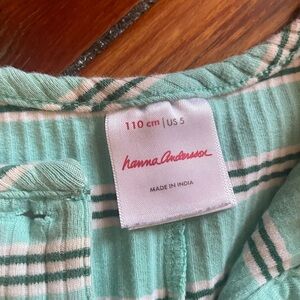 110 cm | US 5
hanna Andersson
MADE IN INDIA